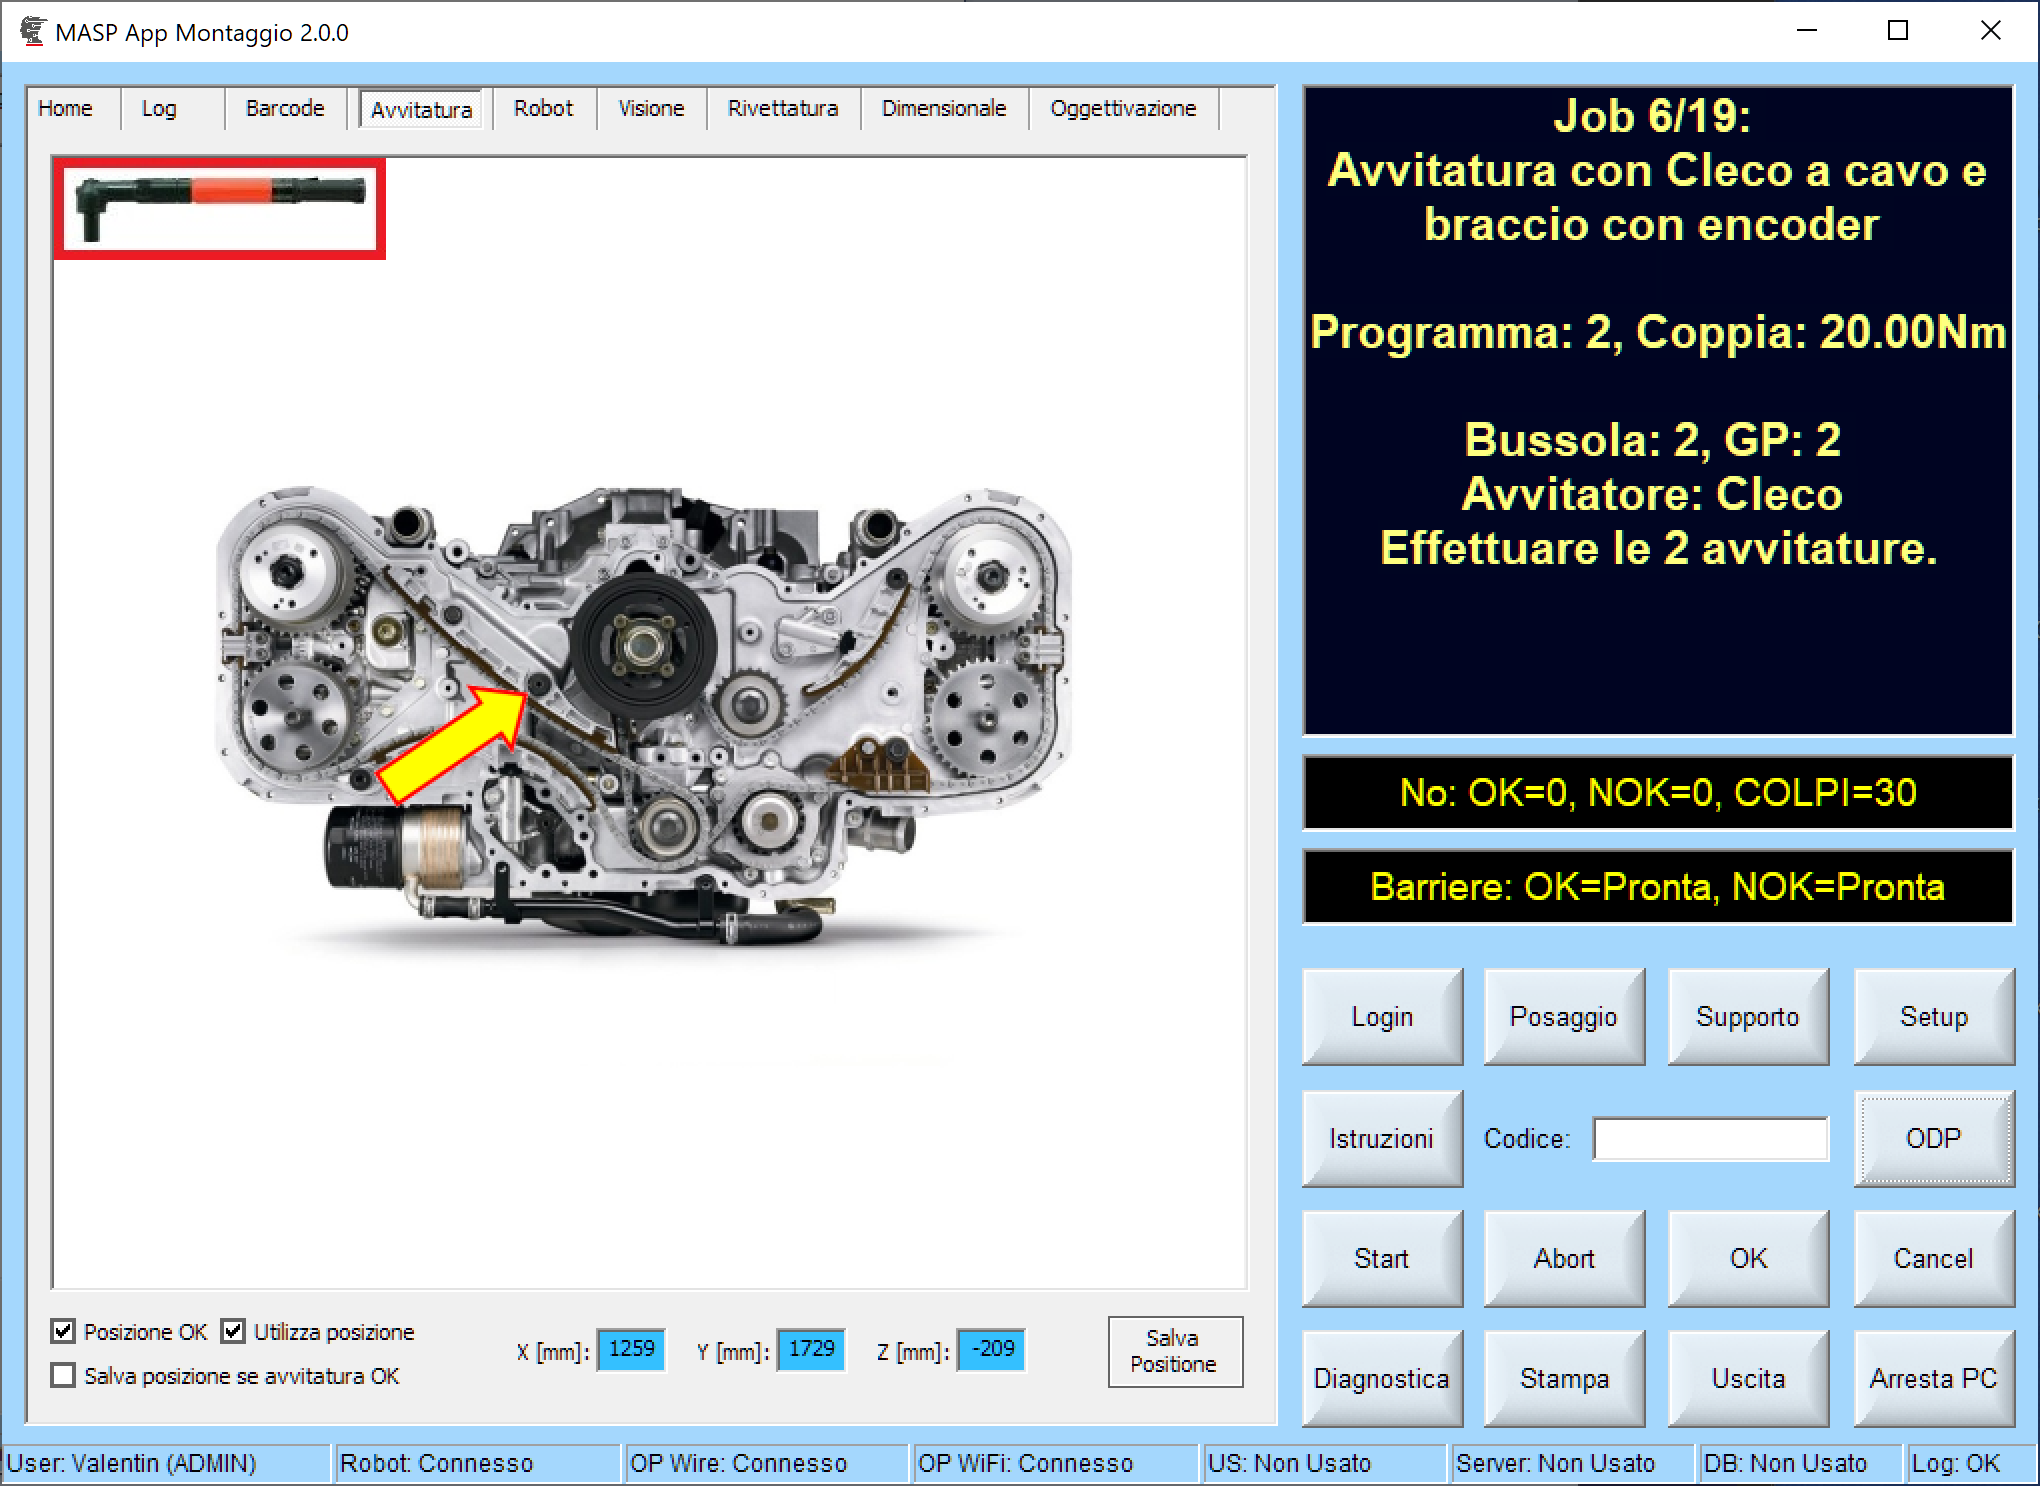 MASP App Montaggio 2.0.0
Home Log Barcode Avvitatura Robot Visione Rivettatura Dimensionale Oggettivazione
Job 6/19:
Avvitatura con Cleco a cavo e
braccio con encoder
Programma: 2, Coppia: 20.00Nm
Bussola: 2, GP: 2
Avvitatore: Cleco
Effettuare le 2 avvitature.
No: OK=0, NOK=0, COLPI=30
Barriere: OK=Pronta, NOK=Pronta
Login Posaggio Supporto Setup
Istruzioni Codice: ODP
Start Abort OK Cancel
Diagnostica Stampa Uscita Arresta PC
Posizione OK Utilizza posizione
Salva posizione se avvitatura OK
X [mm]: 1259 Y [mm]: 1729 Z [mm]: -209
Salva
Positione
User: Valentin (ADMIN) Robot: Connesso OP Wire: Connesso OP WiFi: Connesso US: Non Usato Server: Non Usato DB: Non Usato Log: OK